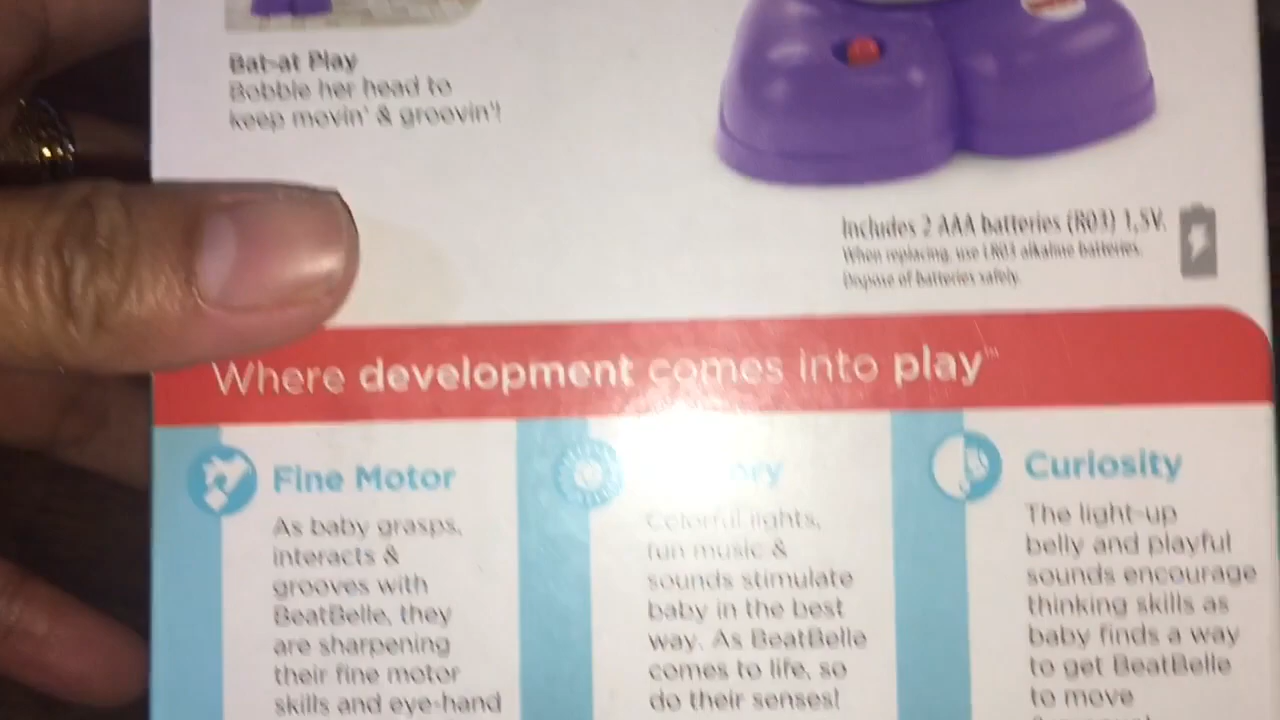 Bat-at Play
Bobble her head to
keep movin' & groovin'!
Includes 2 AAA batteries (R03) 1,5V.
When replacing, use LR03 alkaline batteries.
Dispose of batteries safely.
Where development comes into play™
Fine Motor
As baby grasps,
interacts &
grooves with
BeatBelle, they
are sharpening
their fine motor
skills and eye-hand
Colorful lights,
fun music &
sounds stimulate
baby in the best
way. As BeatBelle
comes to life, so
do their senses!
Curiosity
The light-up
belly and playful
sounds encourage
thinking skills as
baby finds a way
to get BeatBelle
to move